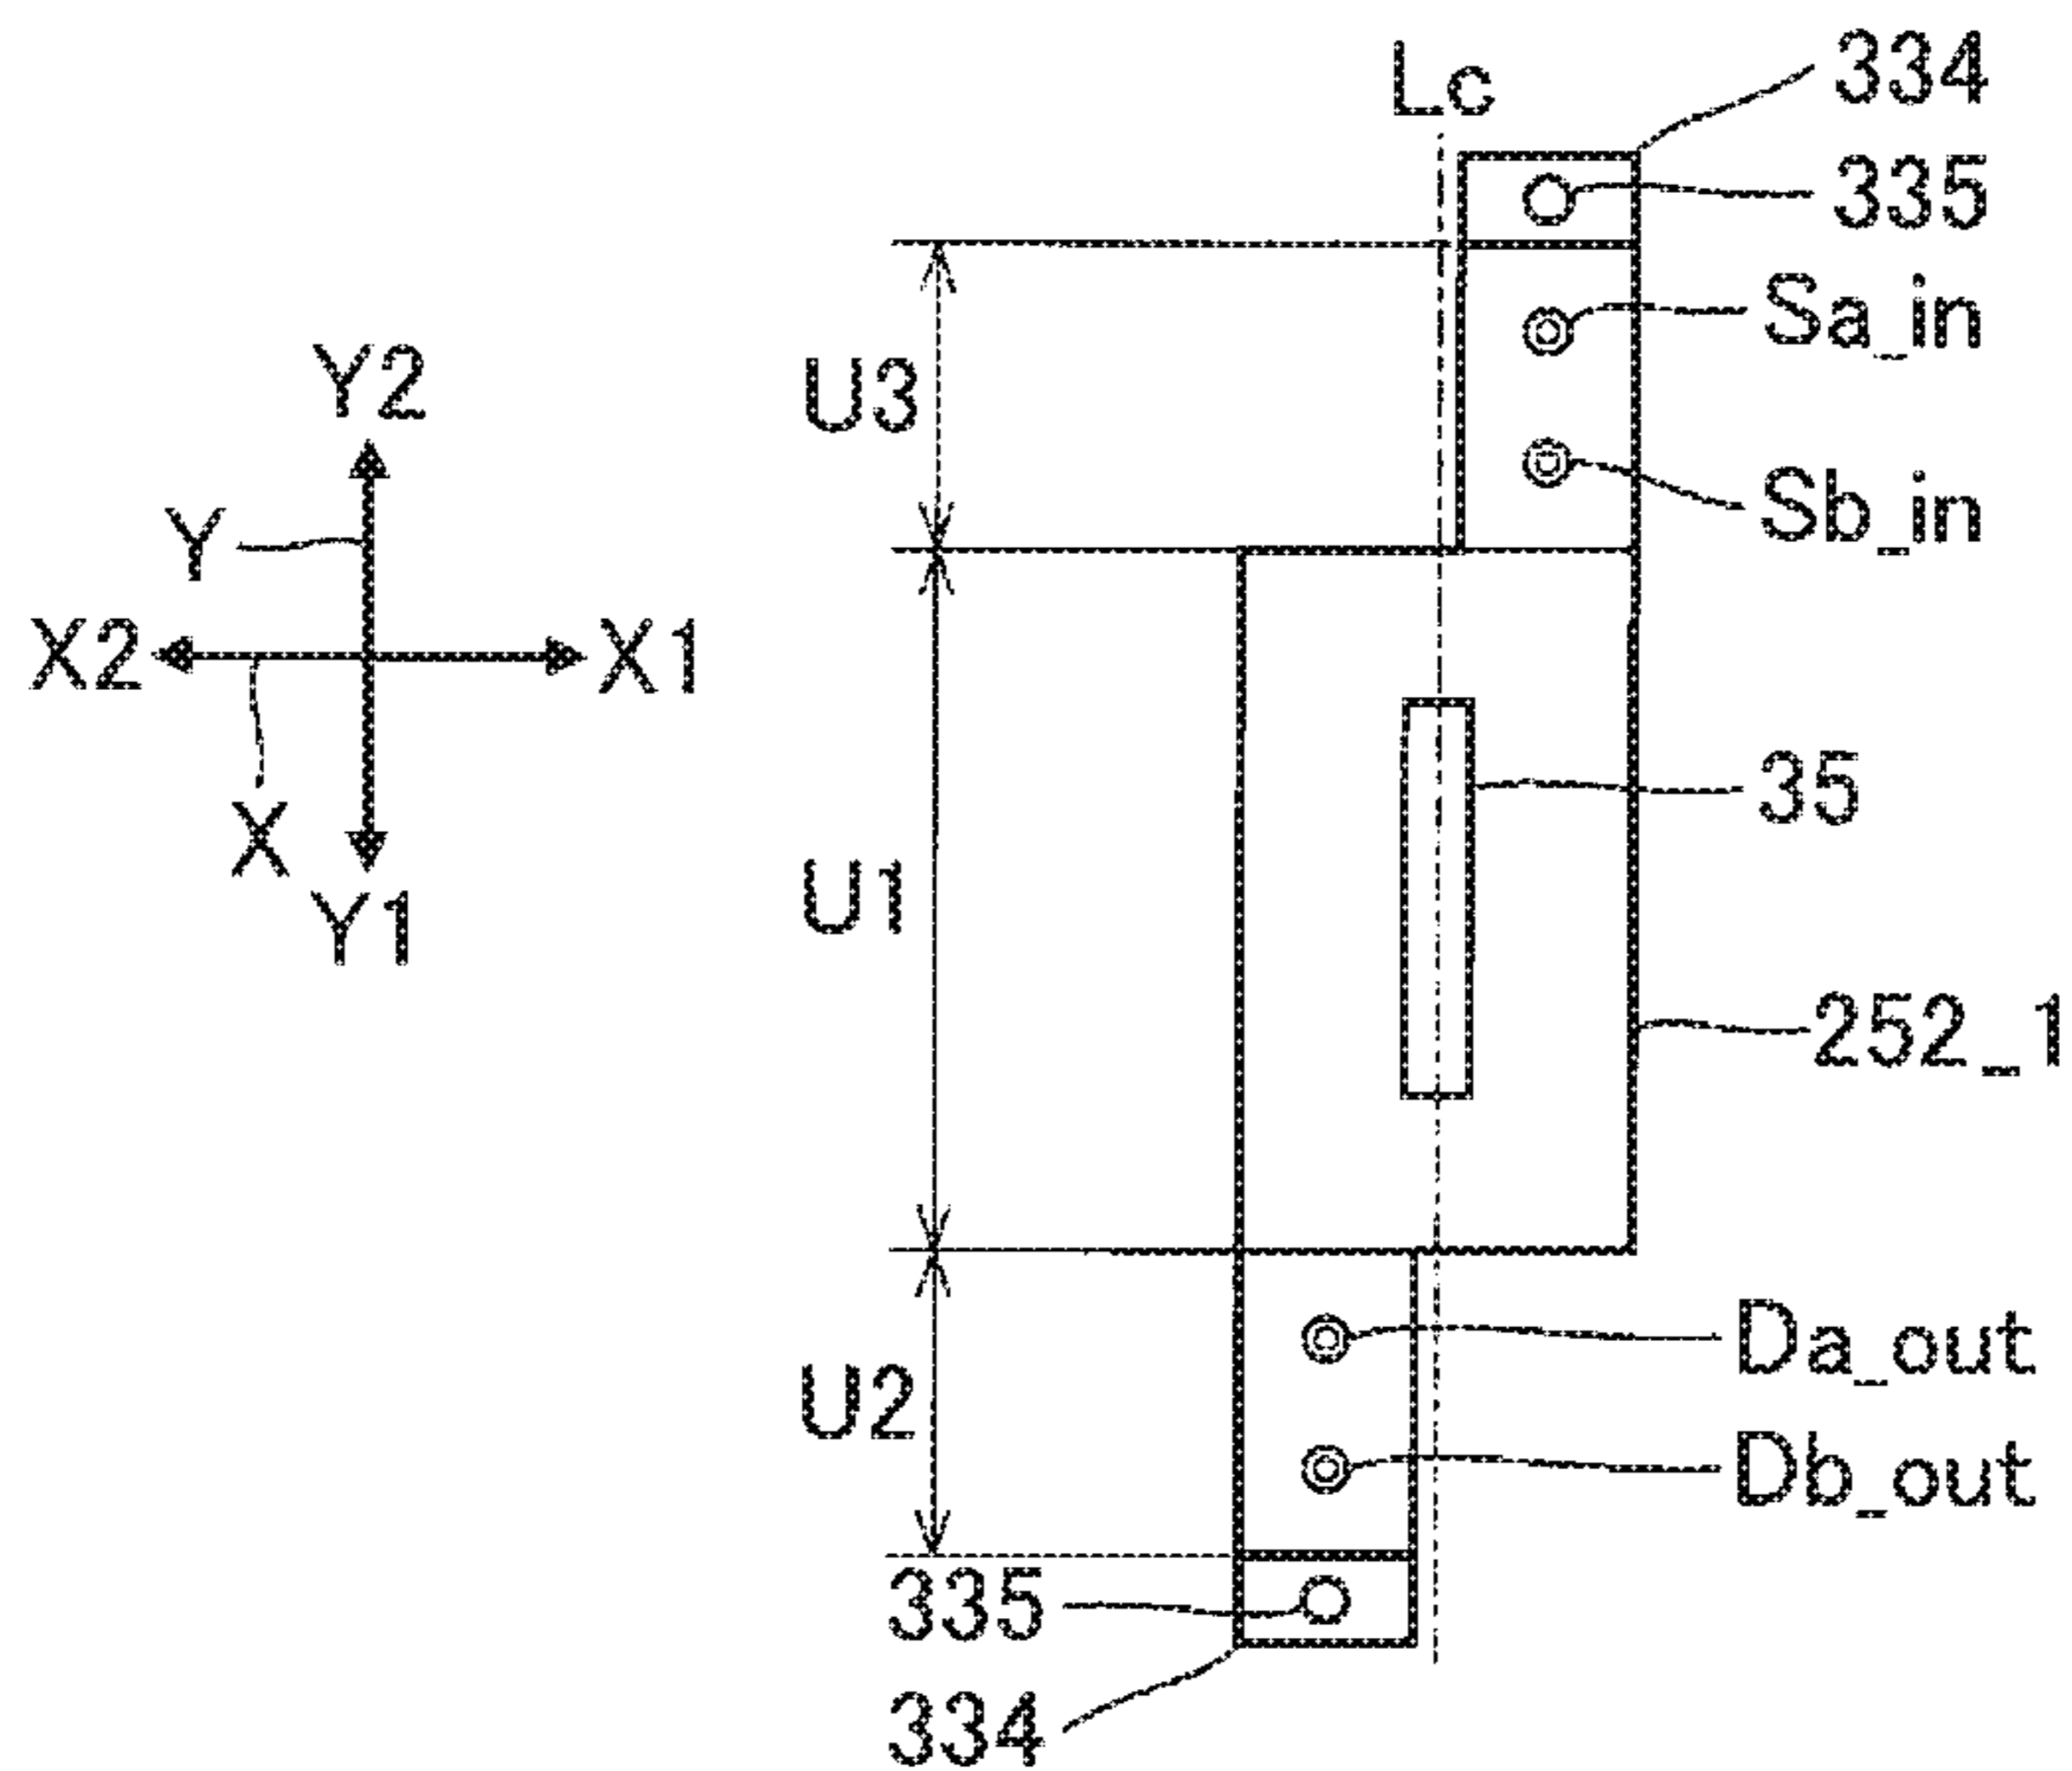 Lc
334
335
Sa_in
U3
Sb_in
Y2
Y
X2
X1
X
Y1
35
U1
252_1
Da_out
U2
Db_out
335
334